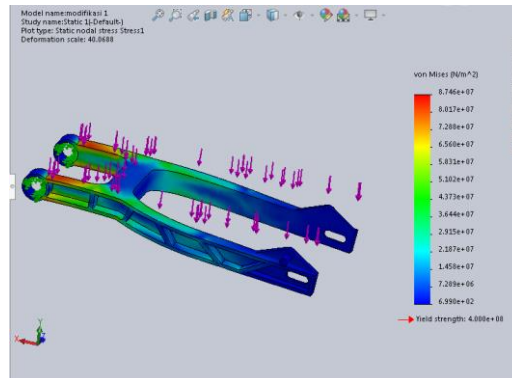 Model name:modifikasi 1
Study name:Static 1(-Default-)
Plot type: Static nodal stress Stress1
Deformation scale: 40.8688
von Mises (N/m^2)
8.746e+07
8.017e+07
7.288e+07
6.560e+07
5.831e+07
5.102e+07
4.373e+07
3.644e+07
2.915e+07
2.187e+07
1.458e+07
7.289e+06
6.998e+02
Yield strength: 4.000e+08
Y
X